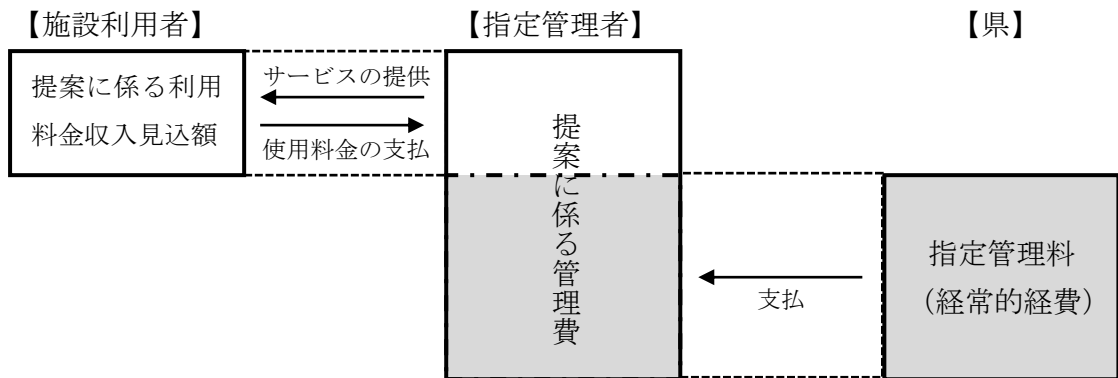 【施設利用者】
【指定管理者】
【県】
提案に係る利用
料金収入見込額
サービスの提供
使用料金の支払
提案に係る管理費
支払
指定管理料
（経常的経費）